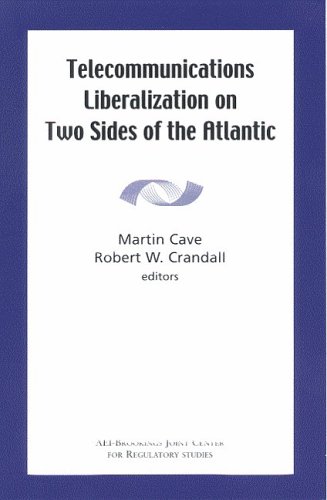 Telecommunications
Liberalization on
Two Sides of the Atlantic
Martin Cave
Robert W. Crandall
editors
AEI-Brookings Joint Center
for Regulatory studies